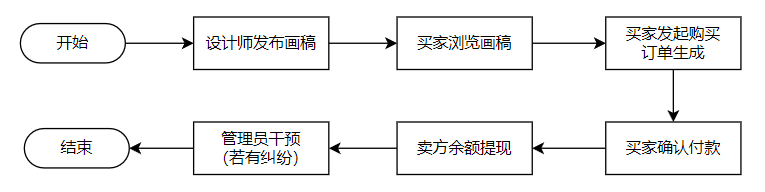 开始
设计师发布画稿
买家浏览画稿
买家发起购买
订单生成
买家确认付款
卖方余额提现
管理员干预
（若有纠纷）
结束